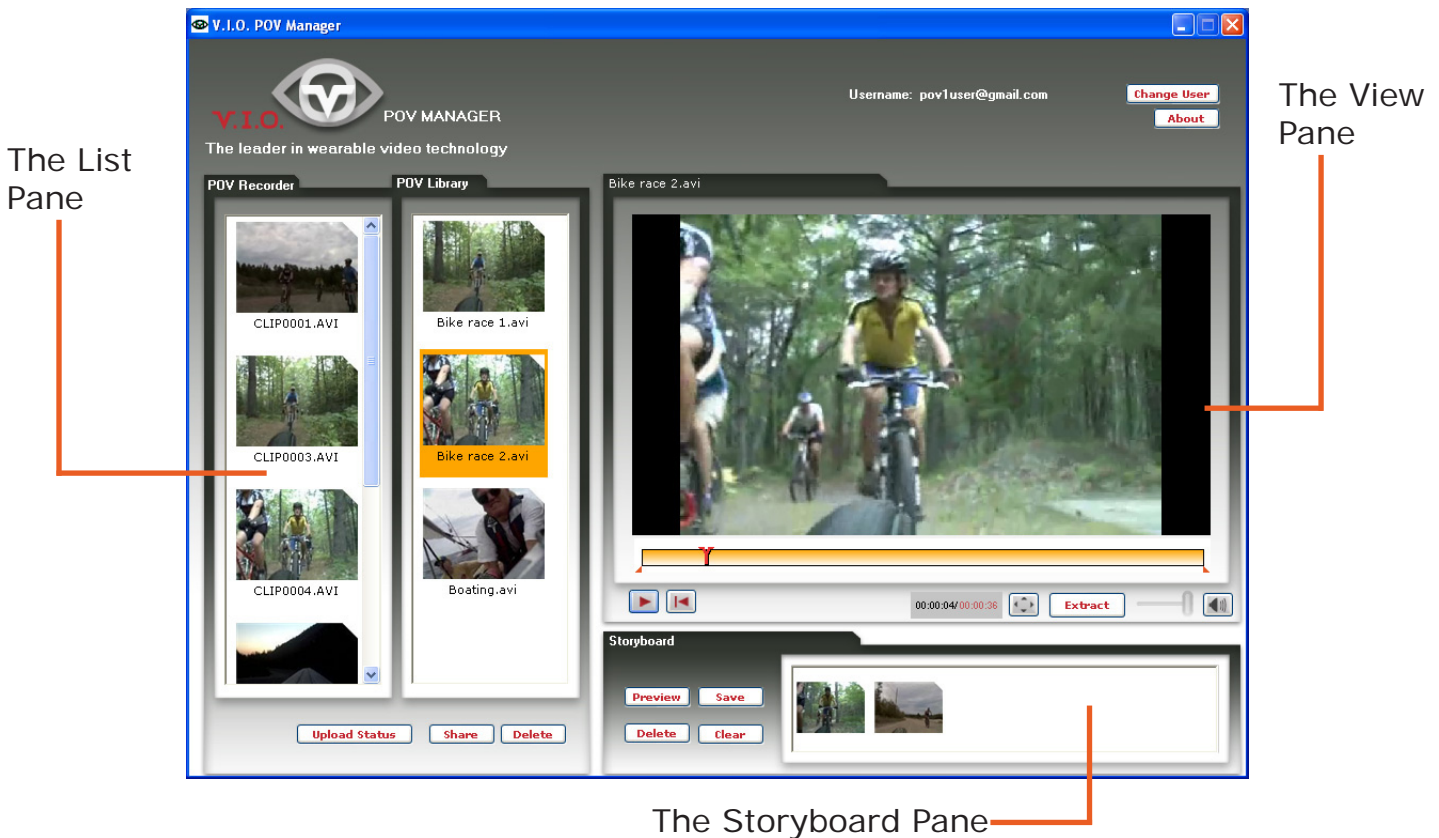 V.I.O. POV Manager
V.I.O.
POV MANAGER
The leader in wearable video technology
Username: pov1user@gmail.com
Change User
About
The View
Pane
The List
Pane
POV Recorder
POV Library
Bike race 2.avi
CLIP0001.AVI
CLIP0003.AVI
CLIP0004.AVI
Bike race 1.avi
Bike race 2.avi
Boating.avi
00:00:04/00:00:36
Extract
Storyboard
Preview
Save
Delete
Clear
Upload Status
Share
Delete
The Storyboard Pane